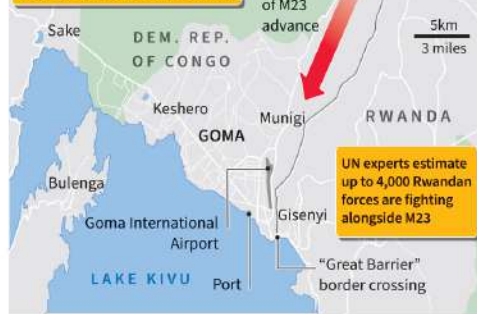 of M23
advance
5km
3 miles
Sake
DEM. REP.
OF CONGO
Keshero
Munigi
GOMA
RWANDA
UN experts estimate
up to 4,000 Rwandan
forces are fighting
alongside M23
Bulenga
Goma International
Airport
Gisenyi
LAKE KIVU
Port
“Great Barrier”
border crossing